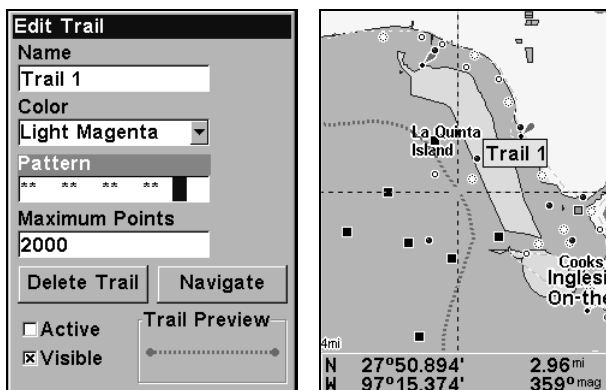 Edit Trail
Name
Trail 1
Color
Light Magenta
Pattern
** ** ** **
Maximum Points
2000
Delete Trail
Navigate
Active
Visible
Trail Preview
La Quinta
Island
Trail 1
Cooks
Inglesi
On-the
4mi
N 27°50.894' 2.96 mi
W 97°15.374' 359° mag